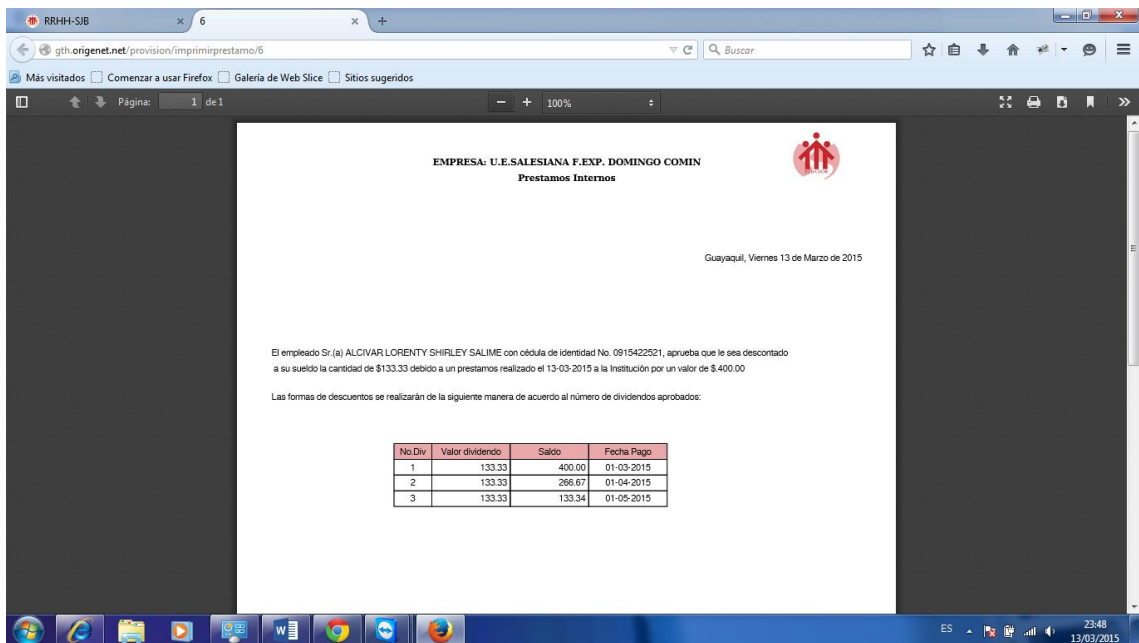 RRHH-SJB
6
gth.origenet.net/provision/imprimirprestamo/6
Buscar
Más visitados
Comenzar a usar Firefox
Galería de Web Slice
Sitios sugeridos
Página: 1 de 1
100%
EMPRESA: U.E.SALESIANA F.EXP. DOMINGO COMIN
Prestamos Internos
Guayaquil, Viernes 13 de Marzo de 2015
El empleado Sr.(a) ALCIVAR LORENTY SHIRLEY SALIME con cédula de identidad No. 0915422521, aprueba que le sea descontado
a su sueldo la cantidad de $133.33 debido a un prestamos realizado el 13-03-2015 a la Institución por un valor de $.400.00
Las formas de descuentos se realizarán de la siguiente manera de acuerdo al número de dividendos aprobados:
No.Div Valor dividendo Saldo Fecha Pago
1 133.33 400.00 01-03-2015
2 133.33 266.67 01-04-2015
3 133.33 133.34 01-05-2015
ES
23:48
13/03/2015